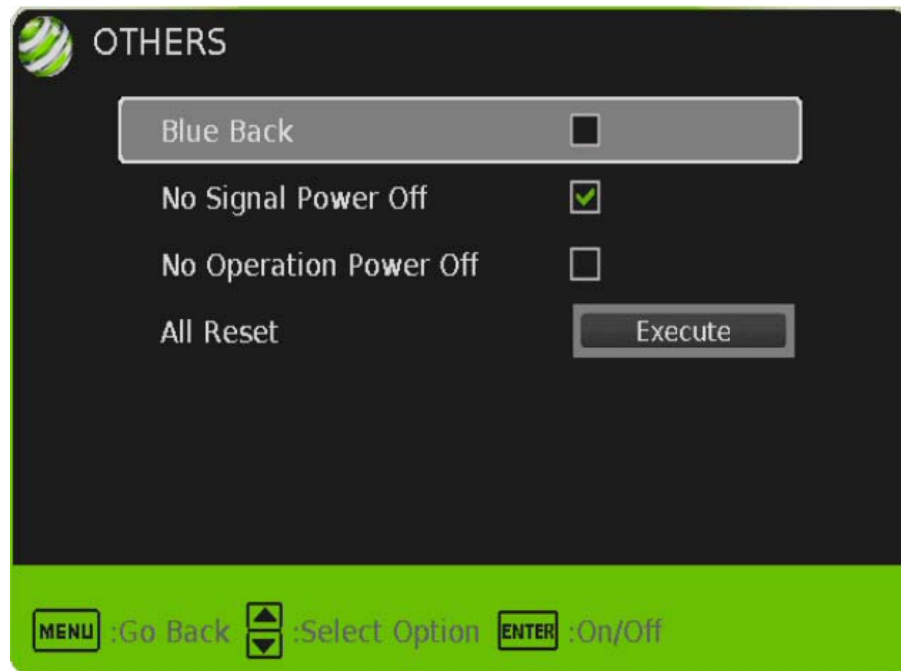 OTHERS
Blue Back
No Signal Power Off
No Operation Power Off
All Reset Execute
MENU :Go Back :Select Option ENTER :On/Off